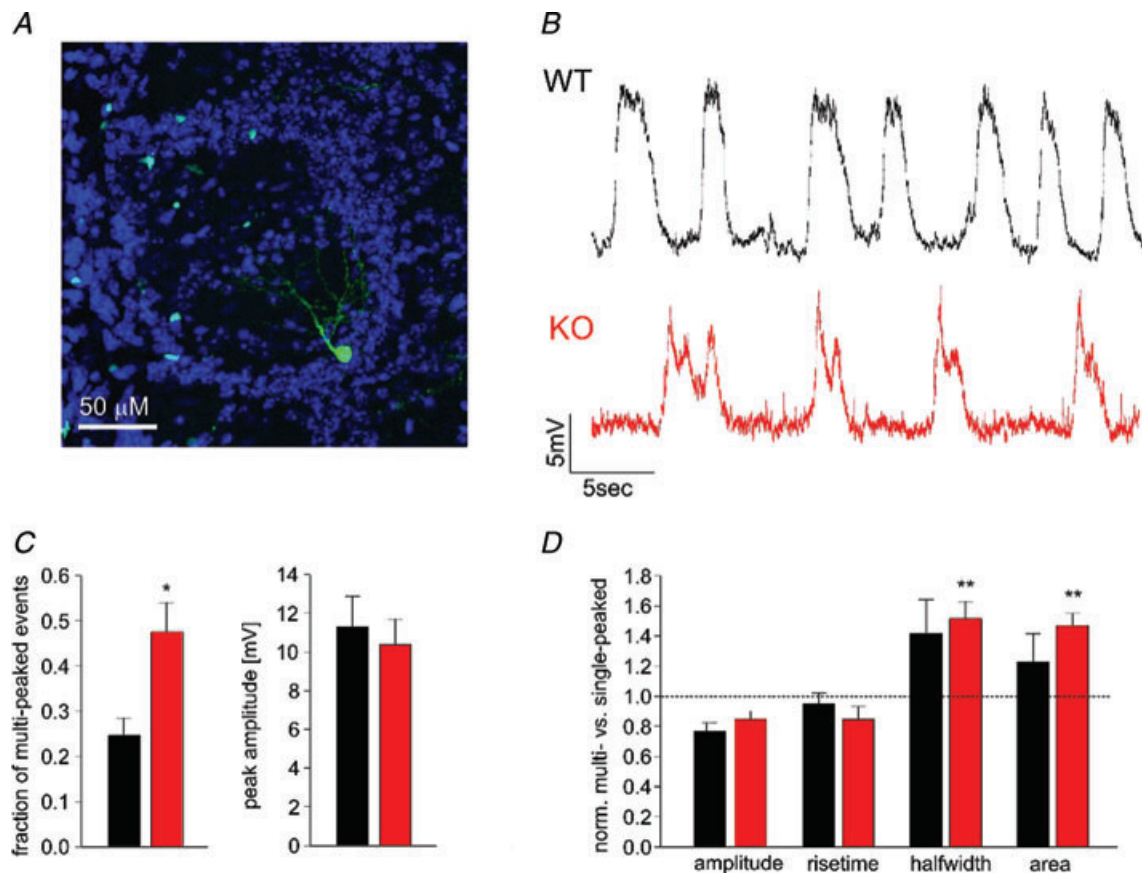 A
50 µM
B
WT
KO
5mV
5sec
C
fraction of multi-peaked events
0.6
0.5
0.4
0.3
0.2
0.1
0.0
*
peak amplitude [mV]
14
12
10
8
6
4
2
0
D
norm. multi- vs. single-peaked
1.8
1.6
1.4
1.2
1.0
0.8
0.6
0.4
0.2
0.0
**
**
amplitude risetime halfwidth area